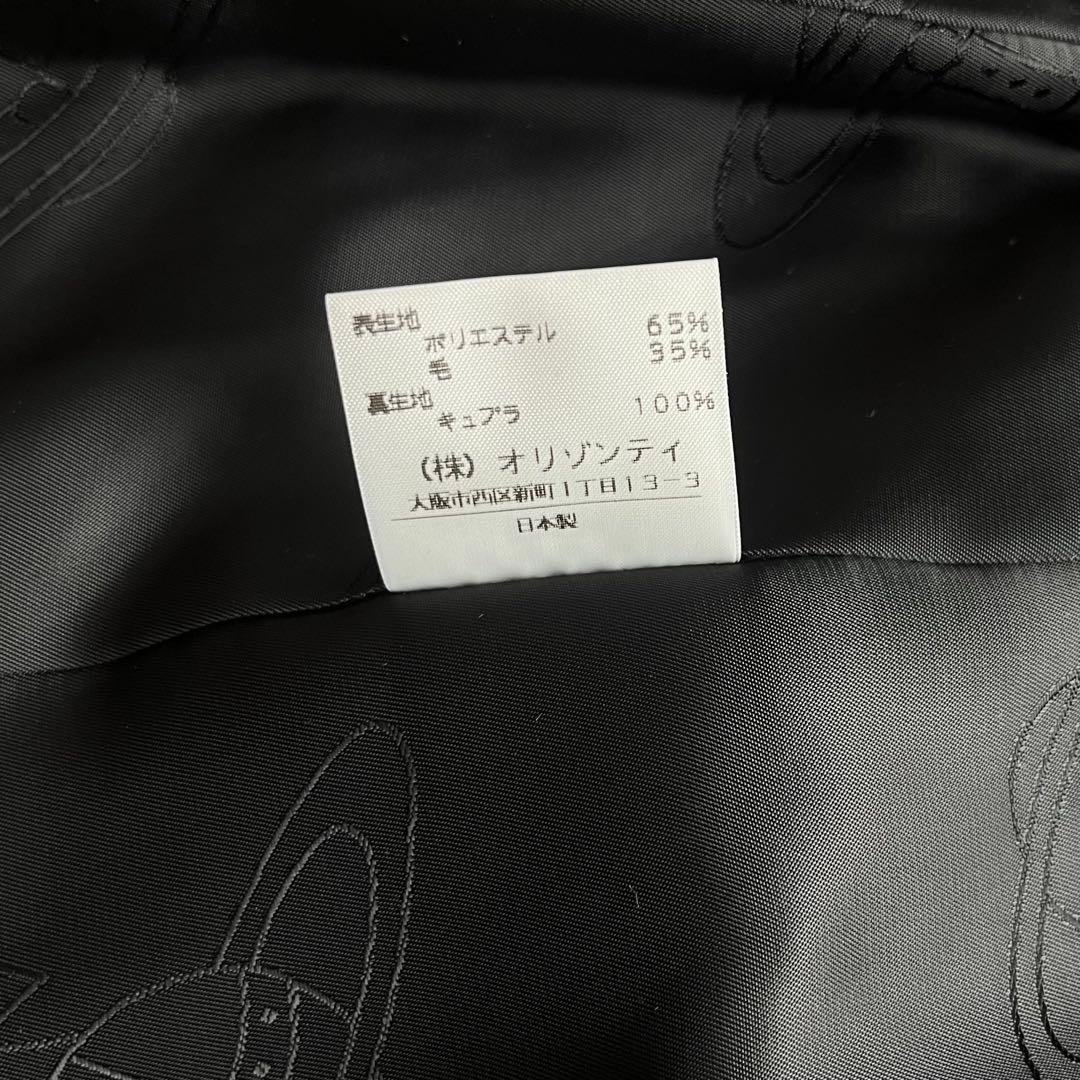 表生地
ポリエステル 65%
毛 35%
裏生地
キュプラ 100%
(株) オリゾンティ
大阪市西区新町1丁目13-3
日本製